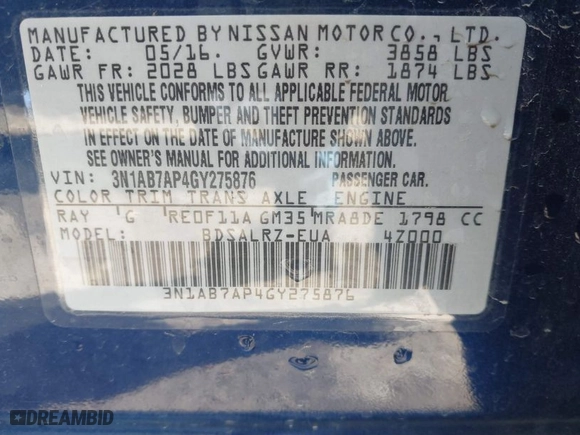 MANUFACTURED BY NISSAN MOTOR CO., LTD.
DATE: 05/16. GVWR: 3858 LBS
GAWR FR: 2028 LBS GAWR RR: 1874 LBS
THIS VEHICLE CONFORMS TO ALL APPLICABLE FEDERAL MOTOR
VEHICLE SAFETY, BUMPER AND THEFT PREVENTION STANDARDS
IN EFFECT ON THE DATE OF MANUFACTURE SHOWN ABOVE.
SEE OWNER'S MANUAL FOR ADDITIONAL INFORMATION.
VIN: 3N1AB7AP4GY275876 PASSENGER CAR.
COLOR TRIM TRANS AXLE ENGINE
RAY G RE0F11A GM35 MRA8DE 1798 CC
MODEL: BDSALRZ-EUA 4Z000
3N1AB7AP4GY275876
DREAMBID